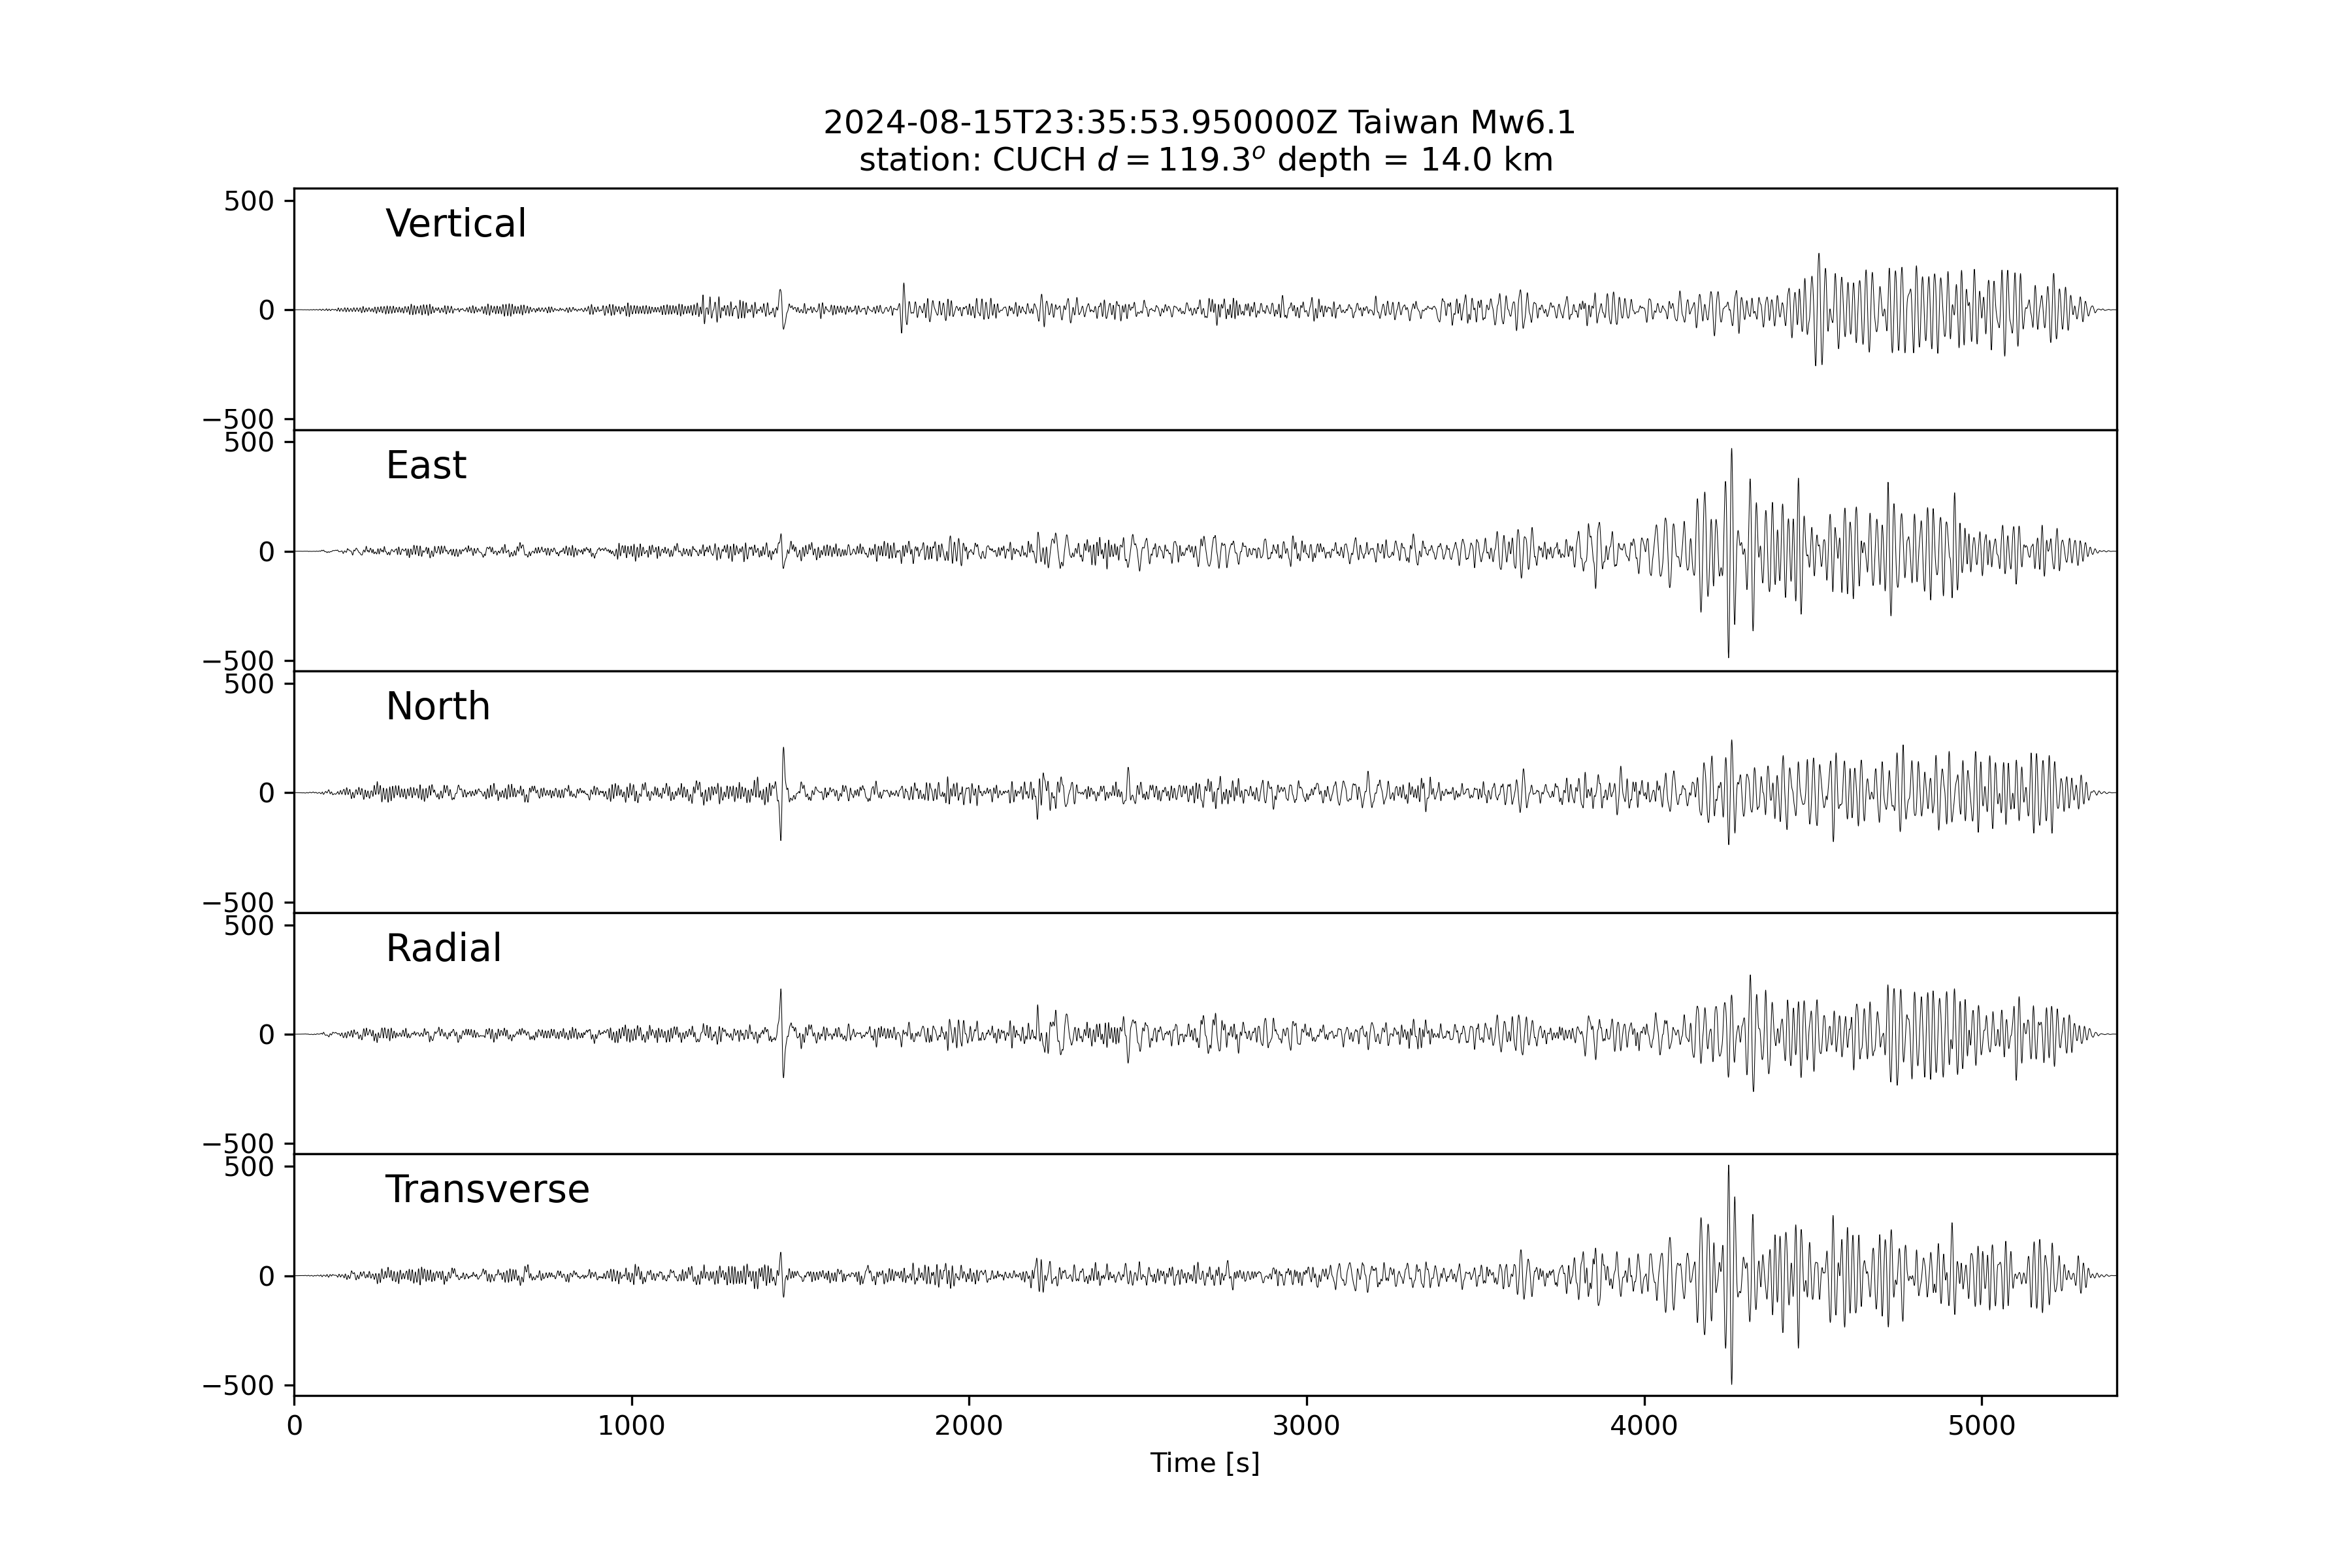 2024-08-15T23:35:53.950000Z Taiwan Mw6.1
station: CUCH d = 119.3° depth = 14.0 km
500
Vertical
0
−500
500
East
0
−500
500
North
0
−500
500
Radial
0
−500
500
Transverse
0
−500
0 1000 2000 3000 4000 5000
Time [s]